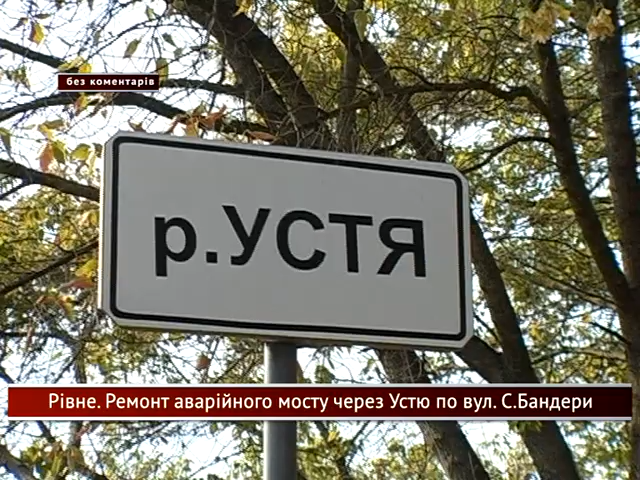 без коментарів
р.УСТЯ
Рівне. Ремонт аварійного мосту через Устю по вул. С.Бандери